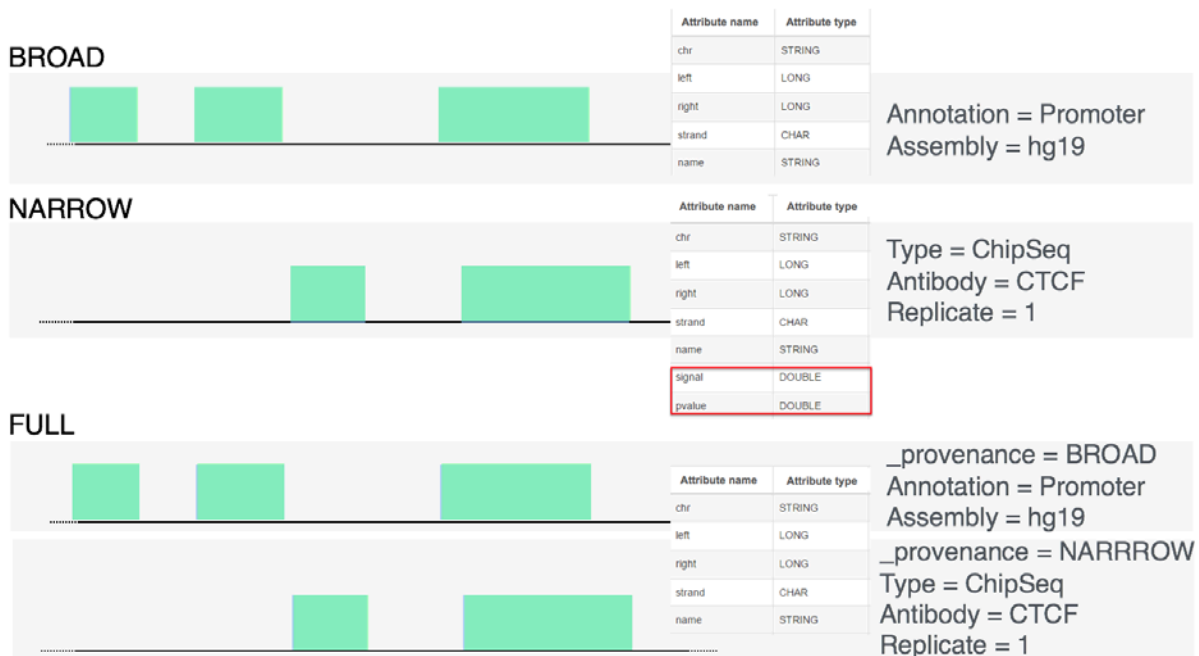 Attribute name Attribute type
BROAD
chr STRING
left LONG
right LONG
strand CHAR
name STRING
Annotation = Promoter
Assembly = hg19
NARROW
Attribute name Attribute type
chr STRING
left LONG
right LONG
strand CHAR
name STRING
signal DOUBLE
pvalue DOUBLE
Type = ChipSeq
Antibody = CTCF
Replicate = 1
FULL
Attribute name Attribute type
chr STRING
left LONG
right LONG
strand CHAR
name STRING
_provenance = BROAD
Annotation = Promoter
Assembly = hg19
_provenance = NARRROW
Type = ChipSeq
Antibody = CTCF
Replicate = 1